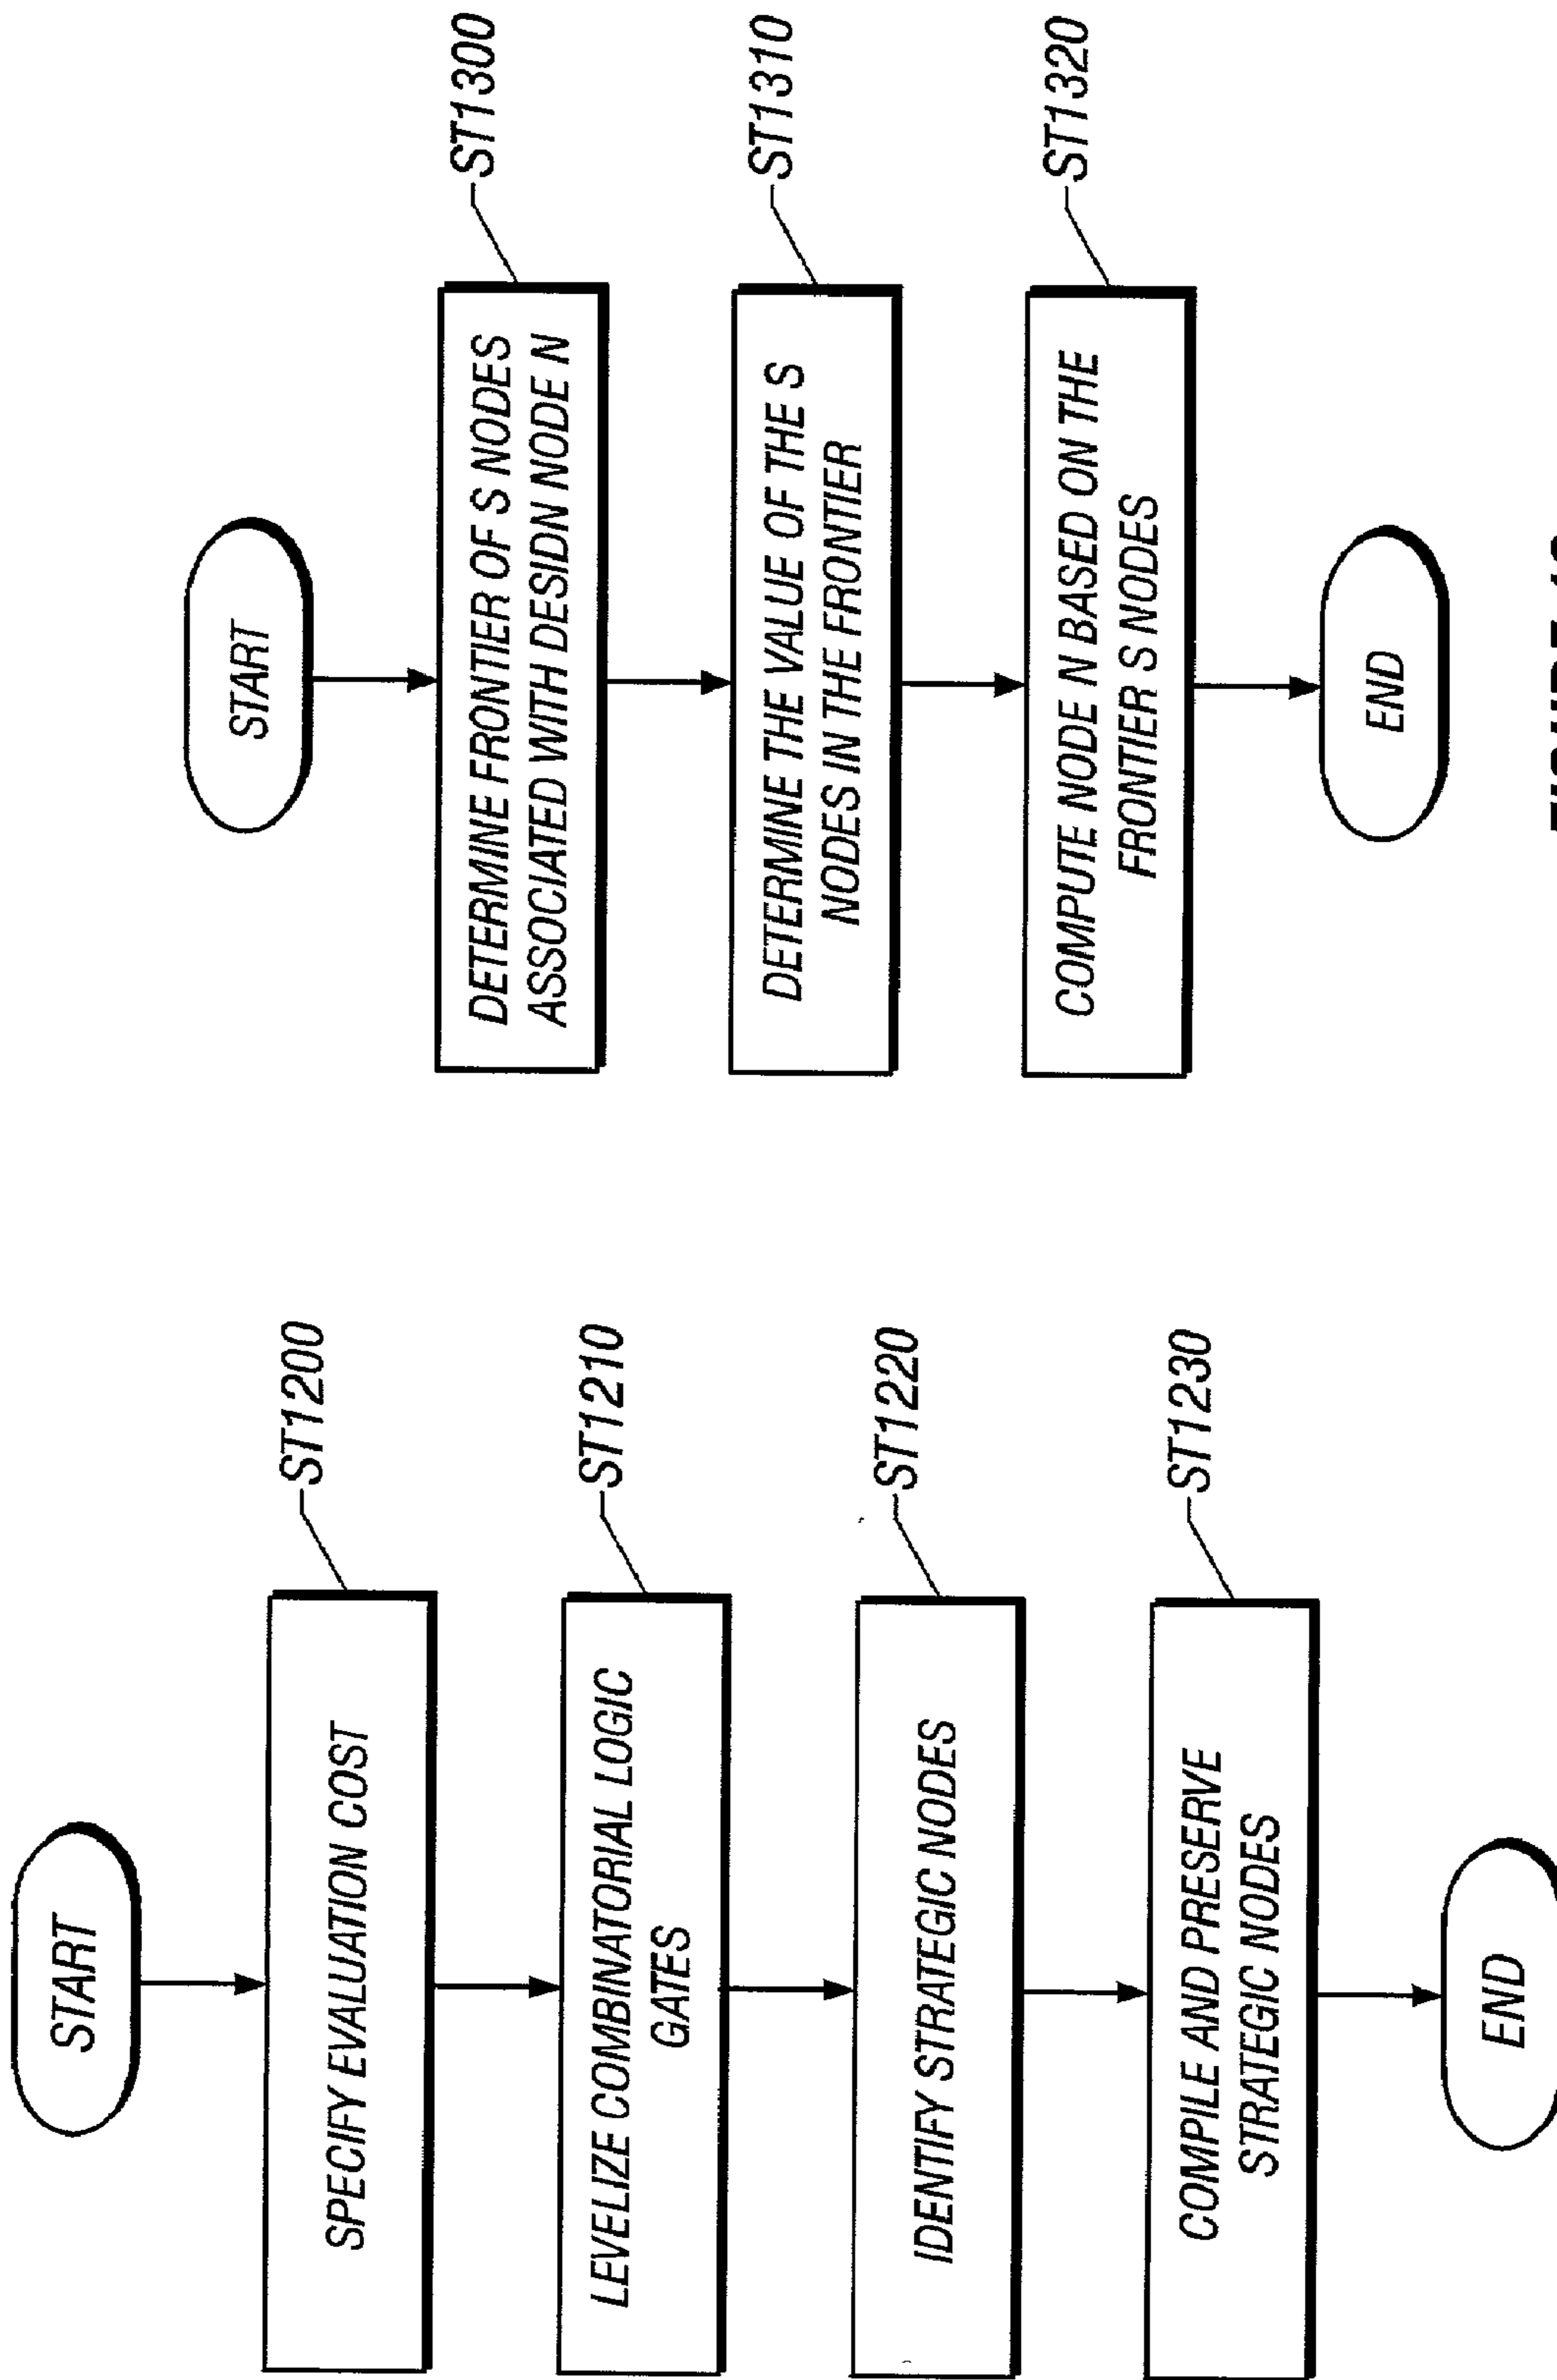 START
SPECIFY EVALUATION COST
ST1200
LEVELIZE COMBINATORIAL LOGIC
GATES
ST1210
IDENTIFY STRATEGIC NODES
ST1220
COMPILE AND PRESERVE
STRATEGIC NODES
ST1230
END
START
DETERMINE FRONTIER OF S NODES
ASSOCIATED WITH DESIDN NODE N
ST1300
DETERMINE THE VALUE OF THE S
NODES IN THE FRONTIER
ST1310
COMPUTE NODE N BASED ON THE
FRONTIER S NODES
ST1320
END